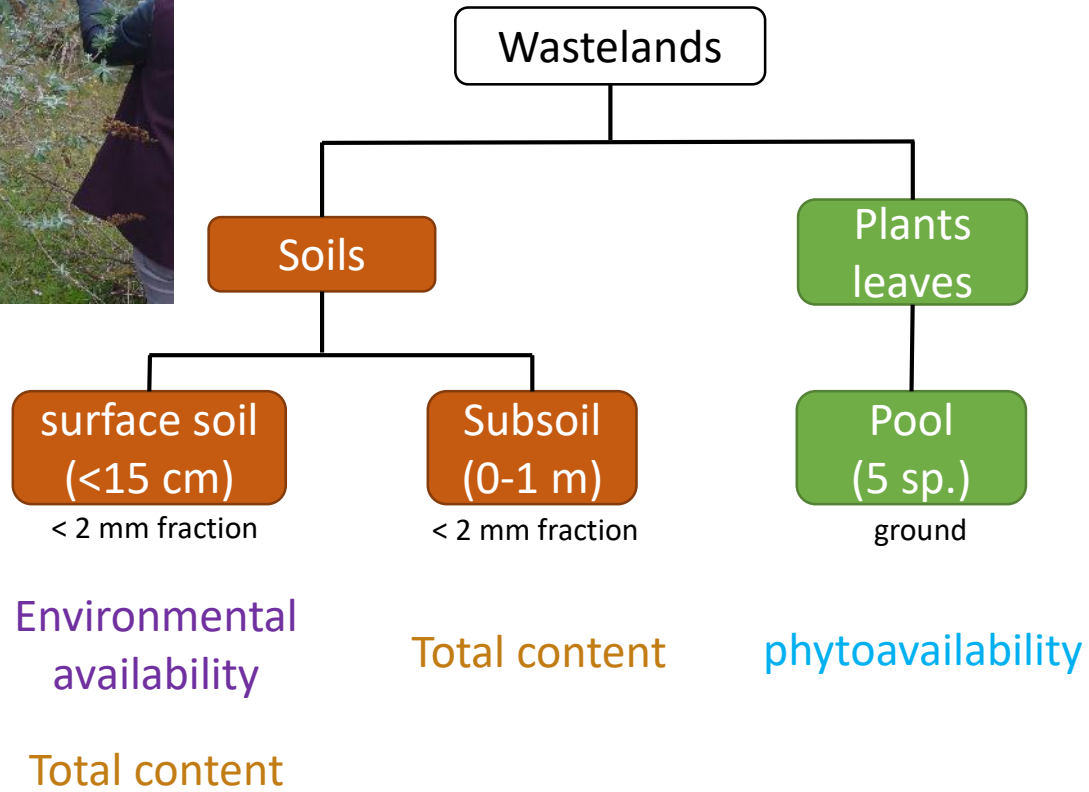 Wastelands
Soils
Plants
leaves
surface soil
(<15 cm)
< 2 mm fraction
Subsoil
(0-1 m)
< 2 mm fraction
Pool
(5 sp.)
ground
Environmental
availability
Total content
Total content
phytoavailability